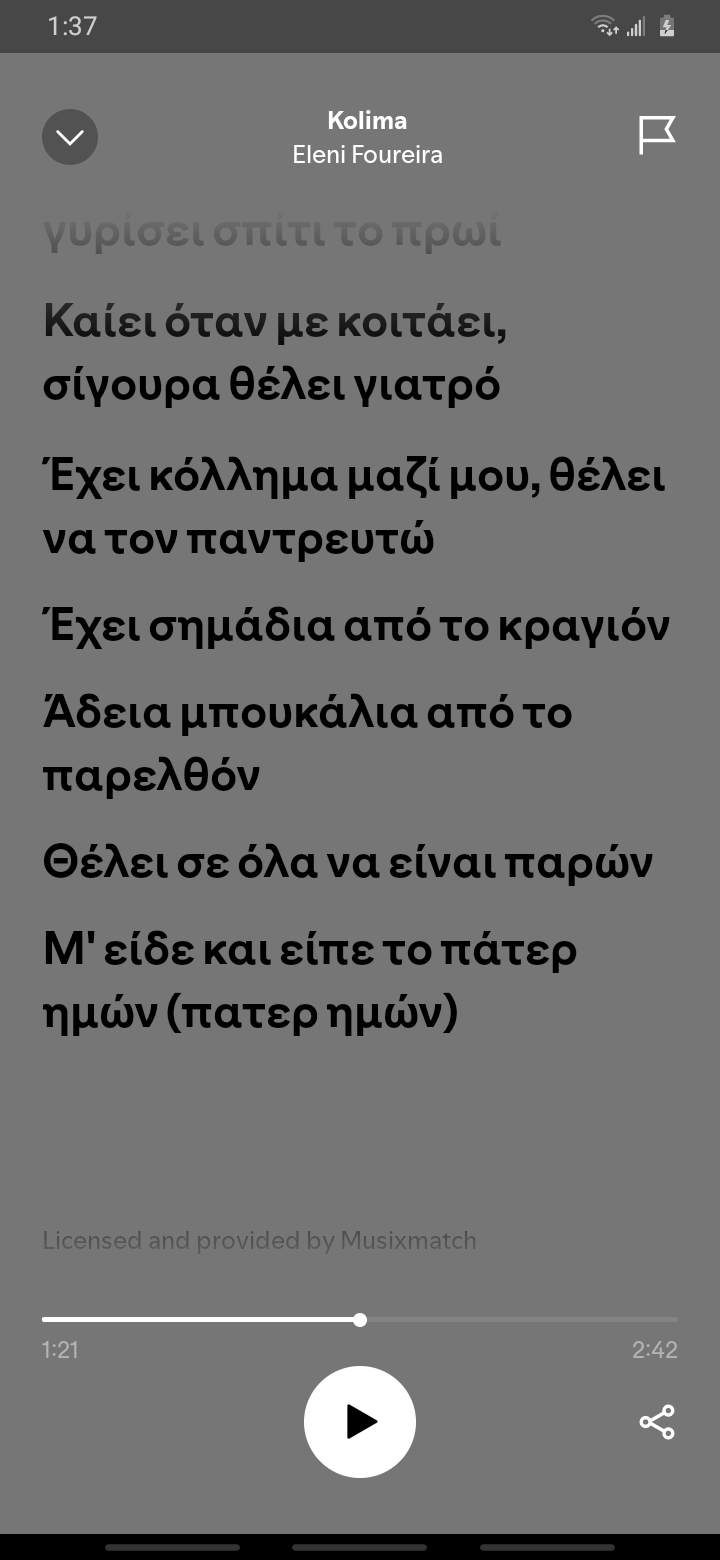 1:37
Kolima
Eleni Foureira
γυρίσει σπίτι το πρωί
Καίει όταν με κοιτάει,
σίγουρα θέλει γιατρό
Έχει κόλλημα μαζί μου, θέλει
να τον παντρευτώ
Έχει σημάδια από το κραγιόν
Άδεια μπουκάλια από το
παρελθόν
Θέλει σε όλα να είναι παρών
Μ' είδε και είπε το πάτερ
ημών (πατερ ημών)
Licensed and provided by Musixmatch
1:21
2:42